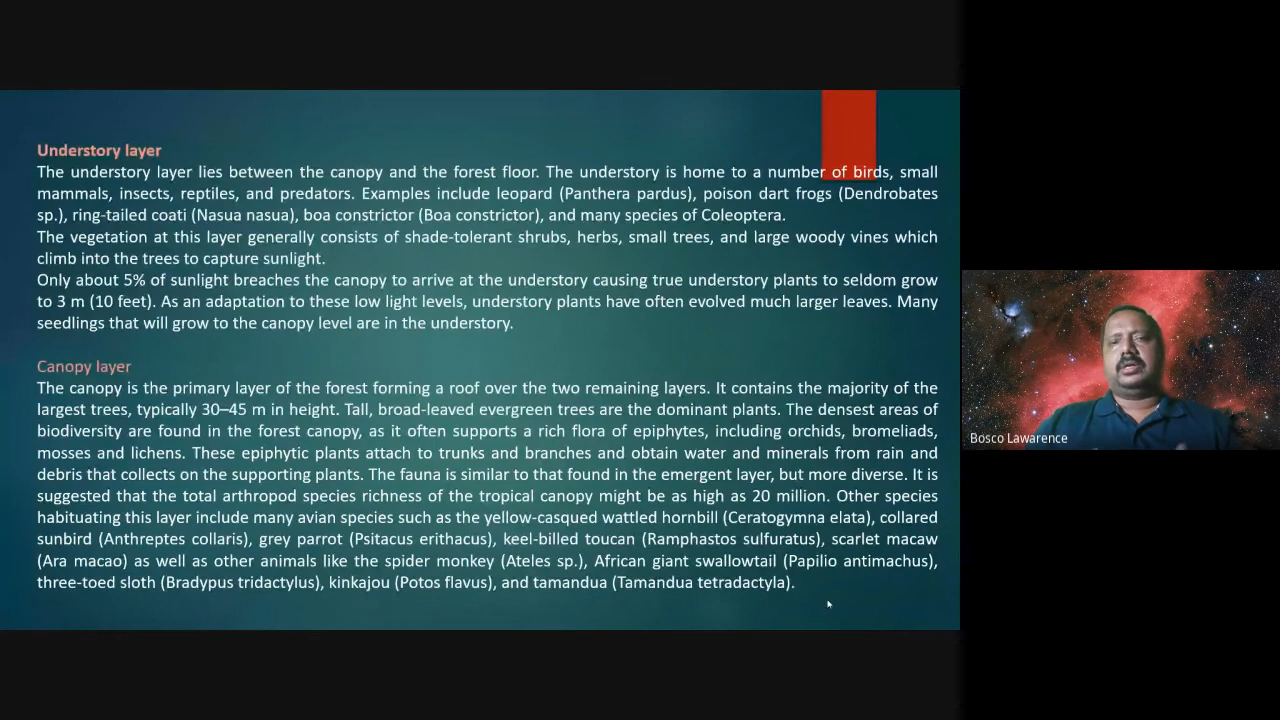 Understory layer
The understory layer lies between the canopy and the forest floor. The understory is home to a number of birds, small
mammals, insects, reptiles, and predators. Examples include leopard (Panthera pardus), poison dart frogs (Dendrobates
sp.), ring-tailed coati (Nasua nasua), boa constrictor (Boa constrictor), and many species of Coleoptera.
The vegetation at this layer generally consists of shade-tolerant shrubs, herbs, small trees, and large woody vines which
climb into the trees to capture sunlight.
Only about 5% of sunlight breaches the canopy to arrive at the understory causing true understory plants to seldom grow
to 3 m (10 feet). As an adaptation to these low light levels, understory plants have often evolved much larger leaves. Many
seedlings that will grow to the canopy level are in the understory.
Canopy layer
The canopy is the primary layer of the forest forming a roof over the two remaining layers. It contains the majority of the
largest trees, typically 30–45 m in height. Tall, broad-leaved evergreen trees are the dominant plants. The densest areas of
biodiversity are found in the forest canopy, as it often supports a rich flora of epiphytes, including orchids, bromeliads,
mosses and lichens. These epiphytic plants attach to trunks and branches and obtain water and minerals from rain and
debris that collects on the supporting plants. The fauna is similar to that found in the emergent layer, but more diverse. It is
suggested that the total arthropod species richness of the tropical canopy might be as high as 20 million. Other species
habituating this layer include many avian species such as the yellow-casqued wattled hornbill (Ceratogymna elata), collared
sunbird (Anthreptes collaris), grey parrot (Psitacus erithacus), keel-billed toucan (Ramphastos sulfuratus), scarlet macaw
(Ara macao) as well as other animals like the spider monkey (Ateles sp.), African giant swallowtail (Papilio antimachus),
three-toed sloth (Bradypus tridactylus), kinkajou (Potos flavus), and tamandua (Tamandua tetradactyla).
Bosco Lawarence